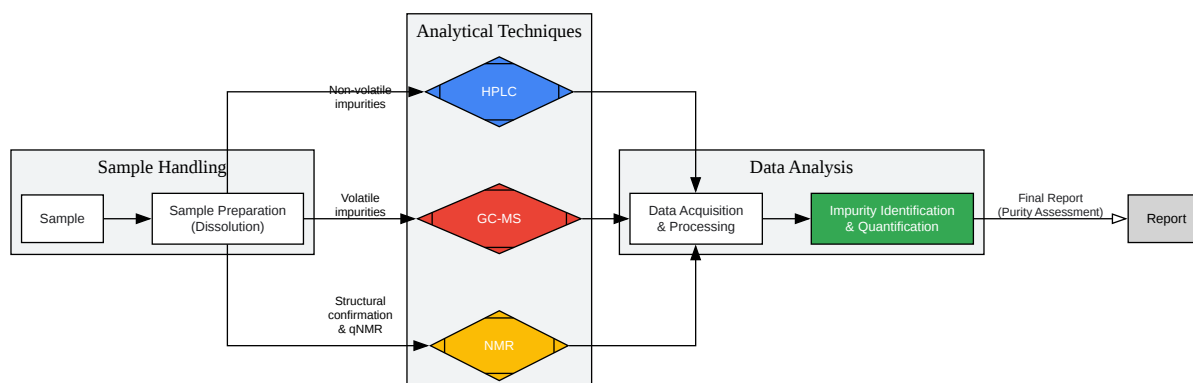 Analytical Techniques
HPLC
Non-volatile
impurities
Sample Handling
Sample
Sample Preparation
(Dissolution)
Volatile
impurities
GC-MS
Data Analysis
Data Acquisition
& Processing
Impurity Identification
& Quantification
Final Report
(Purity Assessment)
Report
Structural
confirmation
& qNMR
NMR